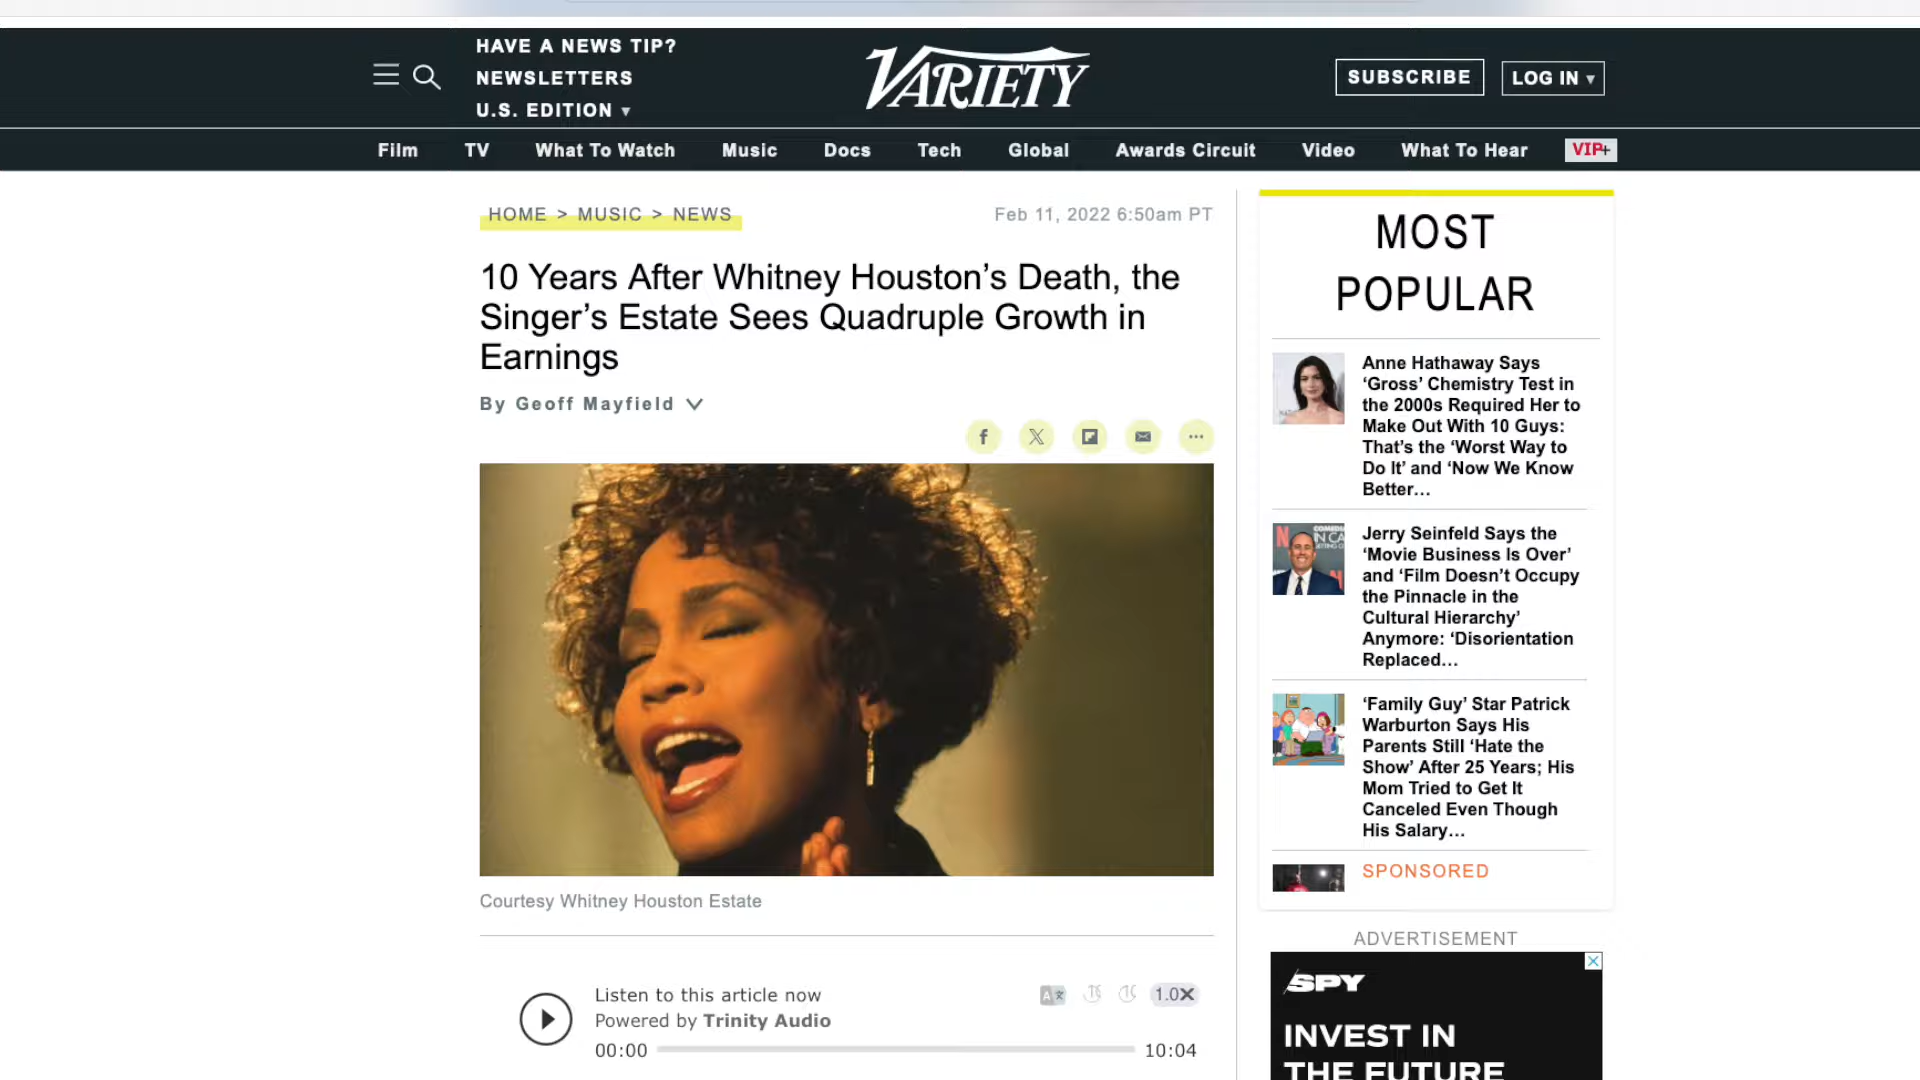 HAVE A NEWS TIP?
NEWSLETTERS
U.S. EDITION ▾
VARIETY
SUBSCRIBE
LOG IN ▾
Film TV What To Watch Music Docs Tech Global Awards Circuit Video What To Hear VIP+
HOME > MUSIC > NEWS
Feb 11, 2022 6:50am PT
10 Years After Whitney Houston’s Death, the
Singer’s Estate Sees Quadruple Growth in
Earnings
By Geoff Mayfield
Courtesy Whitney Houston Estate
Listen to this article now
Powered by Trinity Audio
1.0X
00:00
10:04
MOST
POPULAR
Anne Hathaway Says
‘Gross’ Chemistry Test in
the 2000s Required Her to
Make Out With 10 Guys:
That’s the ‘Worst Way to
Do It’ and ‘Now We Know
Better…
Jerry Seinfeld Says the
‘Movie Business Is Over’
and ‘Film Doesn’t Occupy
the Pinnacle in the
Cultural Hierarchy’
Anymore: ‘Disorientation
Replaced…
‘Family Guy’ Star Patrick
Warburton Says His
Parents Still ‘Hate the
Show’ After 25 Years; His
Mom Tried to Get It
Canceled Even Though
His Salary…
SPONSORED
ADVERTISEMENT
SPY
INVEST IN
THE FUTURE